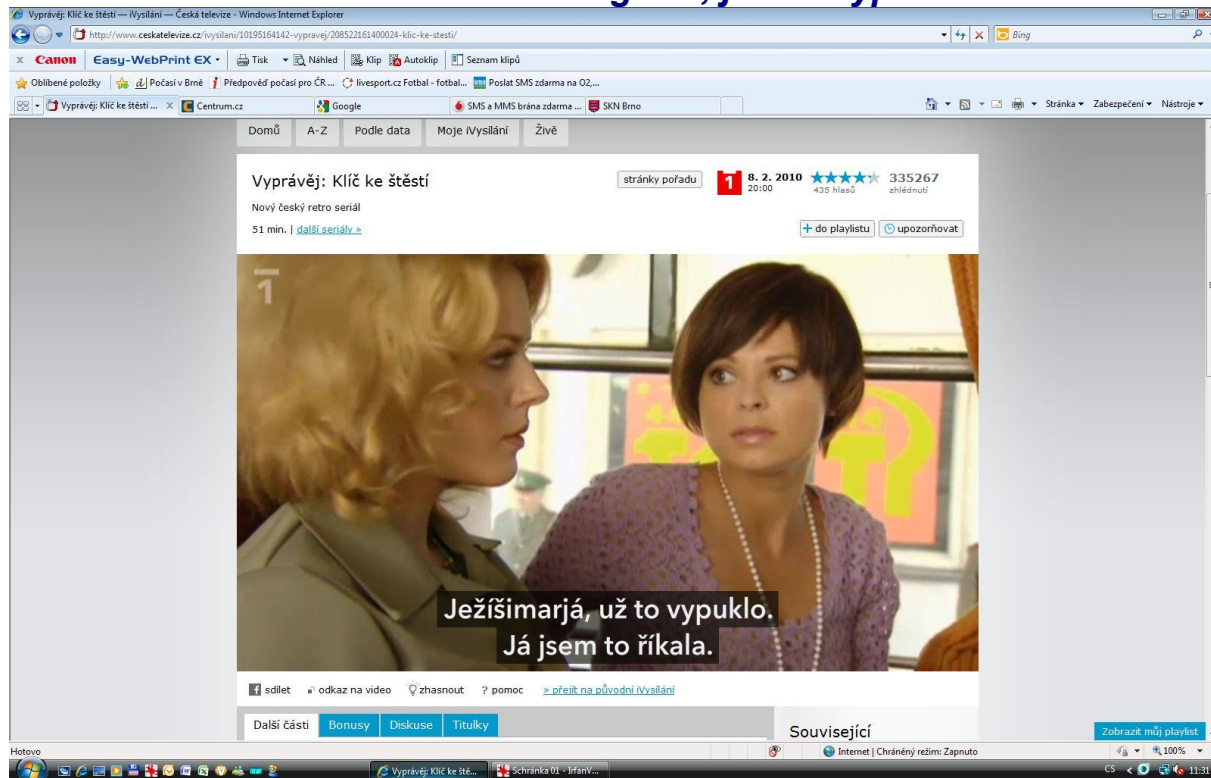 Vyprávěj: Klíč ke štěstí — iVysílání — Česká televize - Windows Internet Explorer
http://www.ceskatelevize.cz/ivysilani/10195164142-vypravej/208522161400024-klic-ke-stesti/
Bing
x Canon Easy-WebPrint EX Tisk Náhled Klip Autoklip Seznam klipů
Oblíbené položky Počasí v Brně Předpověď počasí pro ČR ... livesport.cz Fotbal - fotbal... Poslat SMS zdarma na O2,...
Vyprávěj: Klíč ke štěstí ... x Centrum.cz Google SMS a MMS brána zdarma ... SKN Brno Stránka Zabezpečení Nástroje
Domů A-Z Podle data Moje iVysílání Živě
Vyprávěj: Klíč ke štěstí stránky pořadu 1 8. 2. 2010 335267
20:00 435 hlasů zhlédnutí
Nový český retro seriál
51 min. | další seriály » + do playlistu upozorňovat
1
Ježíšimarjá, už to vypuklo.
Já jsem to říkala.
f sdílet odkaz na video zhasnout ? pomoc » přejít na původní iVysílání
Další části Bonusy Diskuse Titulky
Související
Zobrazit můj playlist
Hotovo Internet | Chráněný režim: Zapnuto 100%
Vyprávěj: Klíč ke ště... Schránka 01 - IrfanV... CS 11:31